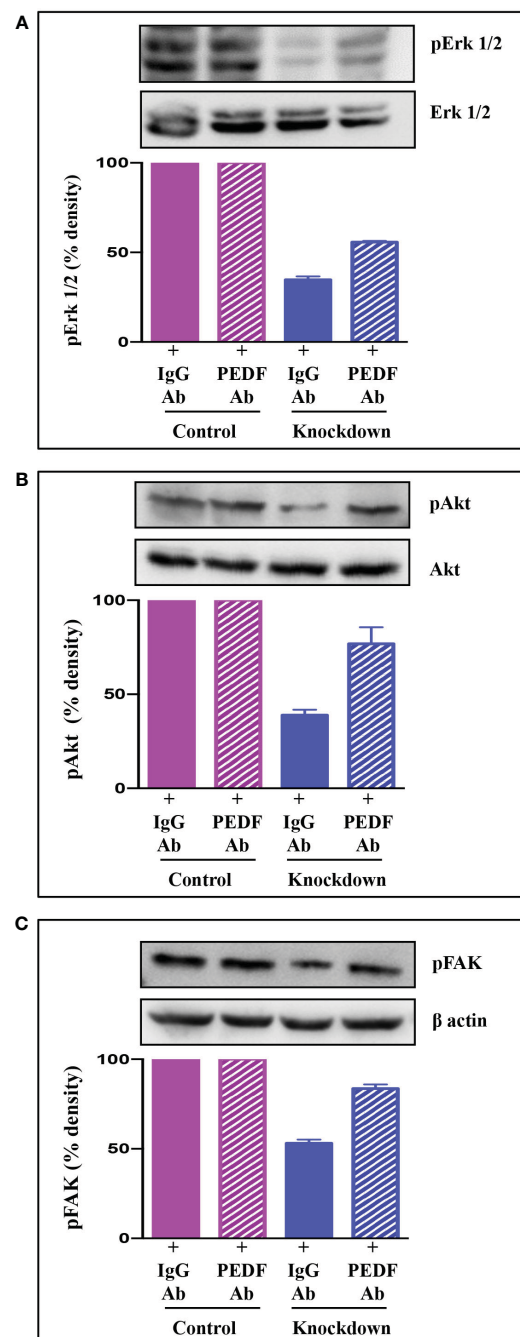 A
pErk 1/2
Erk 1/2
pErk 1/2 (% density)
100
50
0
+ + + +
IgG PEDF IgG PEDF
Ab Ab Ab Ab
Control Knockdown
B
pAkt
Akt
pAkt (% density)
100
50
0
+ + + +
IgG PEDF IgG PEDF
Ab Ab Ab Ab
Control Knockdown
C
pFAK
β actin
pFAK (% density)
100
50
0
+ + + +
IgG PEDF IgG PEDF
Ab Ab Ab Ab
Control Knockdown